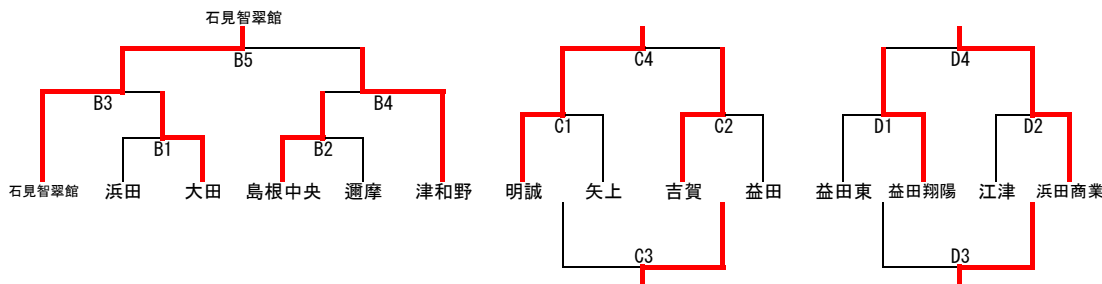 石見智翠館
B5 C4 D4
B3 B4
C1 C2 D1 D2
B1 B2
石見智翠館 浜田 大田 島根中央 邇摩 津和野 明誠 矢上 吉賀 益田 益田東 益田翔陽 江津 浜田商業
C3 D3